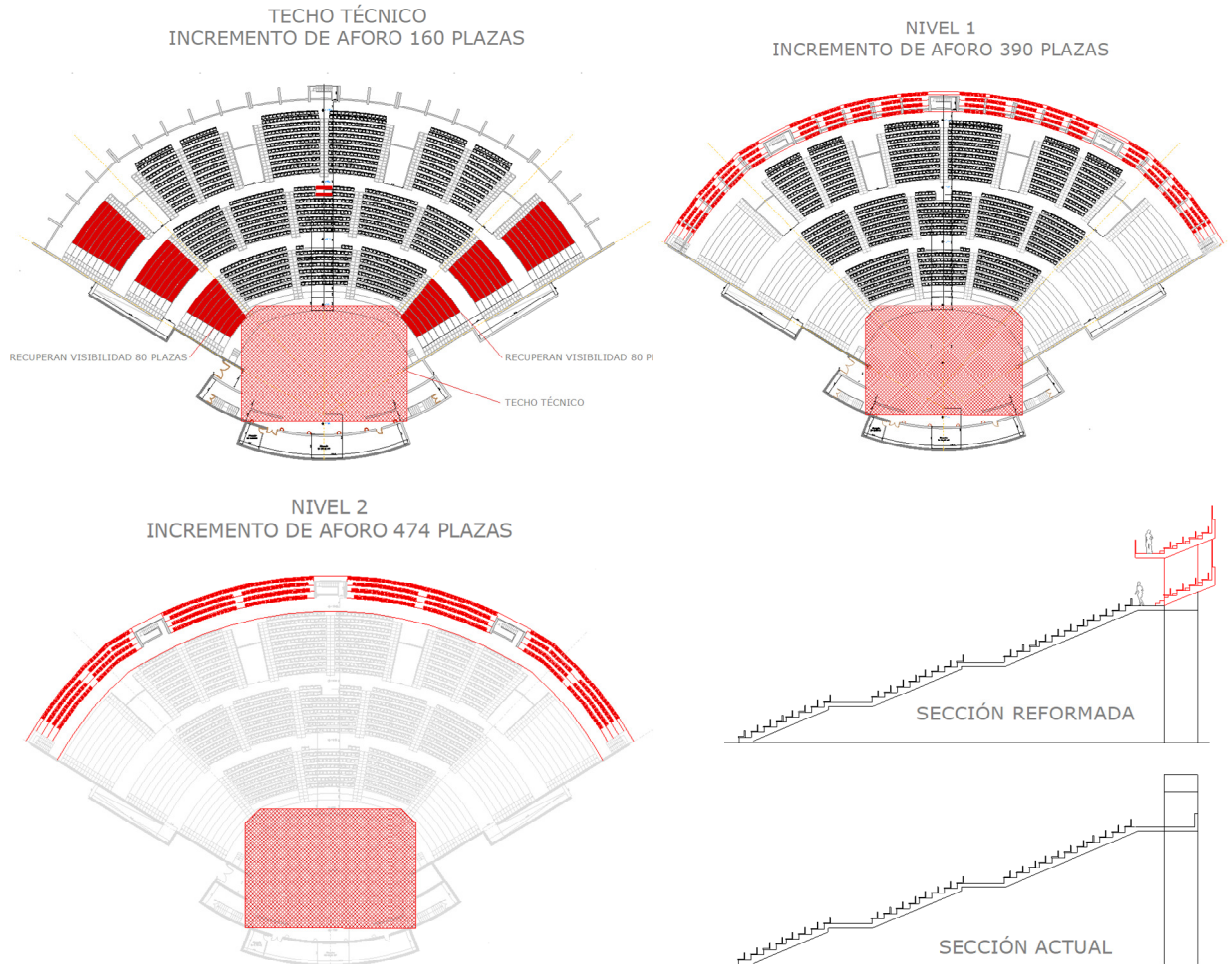 TECHO TÉCNICO
INCREMENTO DE AFORO 160 PLAZAS
RECUPERAN VISIBILIDAD 80 PLAZAS
RECUPERAN VISIBILIDAD 80 P
TECHO TÉCNICO
NIVEL 1
INCREMENTO DE AFORO 390 PLAZAS
NIVEL 2
INCREMENTO DE AFORO 474 PLAZAS
SECCIÓN REFORMADA
SECCIÓN ACTUAL